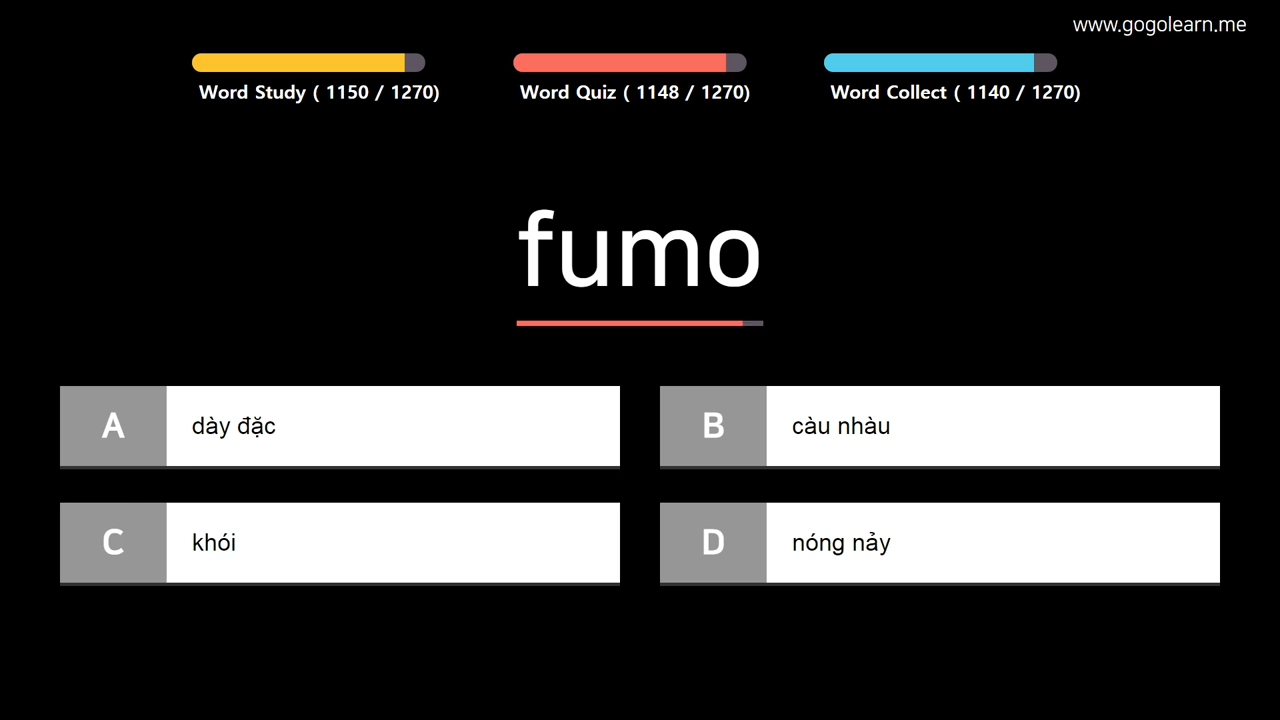 www.gogolearn.me
Word Study ( 1150 / 1270)
Word Quiz ( 1148 / 1270)
Word Collect ( 1140 / 1270)
fumo
A
dày đặc
B
càu nhàu
C
khói
D
nóng nảy